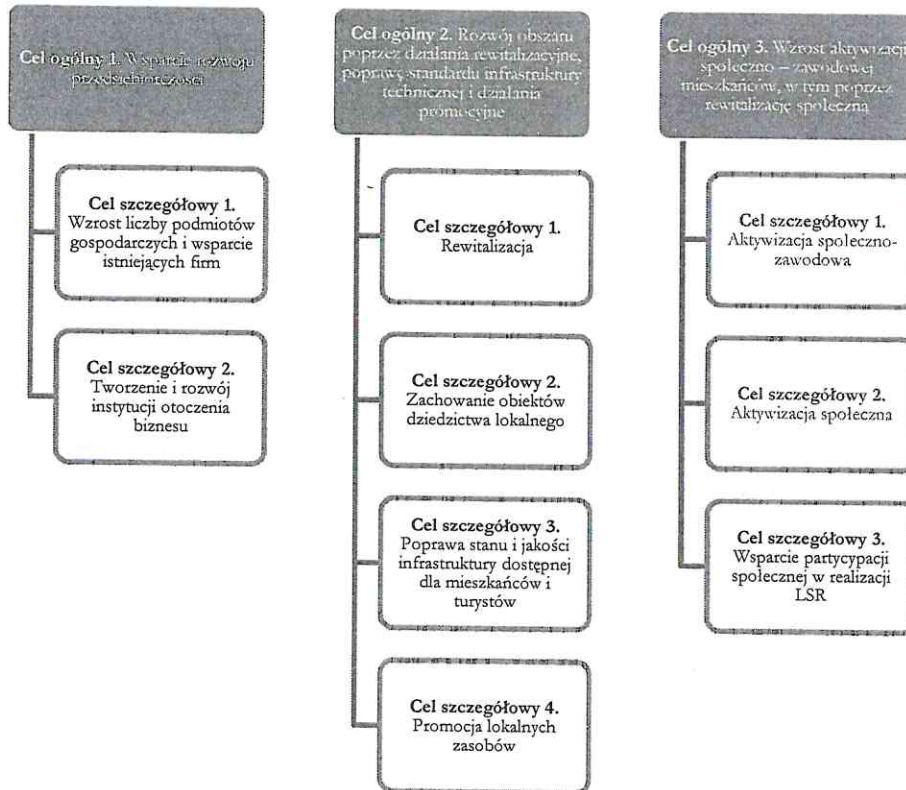 Cel ogólny 1. Wsparcie rozwoju
przedsiębiorczości
Cel szczegółowy 1.
Wzrost liczby podmiotów
gospodarczych i wsparcie
istniejących firm
Cel szczegółowy 2.
Tworzenie i rozwój
instytucji otoczenia
biznesu
Cel ogólny 2. Rozwój obszaru
poprzez działania rewitalizacyjne,
poprawę standardu infrastruktury
technicznej i działania
promocyjne
Cel szczegółowy 1.
Rewitalizacja
Cel szczegółowy 2.
Zachowanie obiektów
dziedzictwa lokalnego
Cel szczegółowy 3.
Poprawa stanu i jakości
infrastruktury dostępnej
dla mieszkańców i
turystów
Cel szczegółowy 4.
Promocja lokalnych
zasobów
Cel ogólny 3. Wzrost aktywizacji
społeczno – zawodowej
mieszkańców, w tym poprzez
rewitalizację społeczną
Cel szczegółowy 1.
Aktywizacja społeczno-
zawodowa
Cel szczegółowy 2.
Aktywizacja społeczna
Cel szczegółowy 3.
Wsparcie partycypacji
społecznej w realizacji
LSR